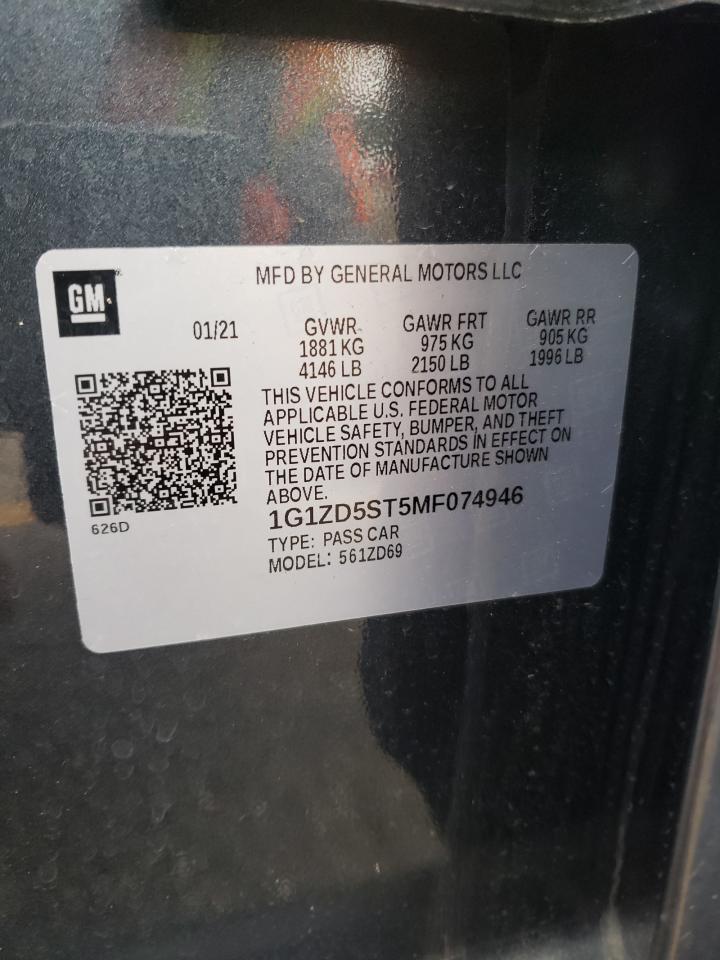 GM
MFD BY GENERAL MOTORS LLC
01/21
GVWR
1881 KG
4146 LB
GAWR FRT
975 KG
2150 LB
GAWR RR
905 KG
1996 LB
THIS VEHICLE CONFORMS TO ALL
APPLICABLE U.S. FEDERAL MOTOR
VEHICLE SAFETY, BUMPER, AND THEFT
PREVENTION STANDARDS IN EFFECT ON
THE DATE OF MANUFACTURE SHOWN
ABOVE.
1G1ZD5ST5MF074946
TYPE: PASS CAR
MODEL: 561ZD69
626D